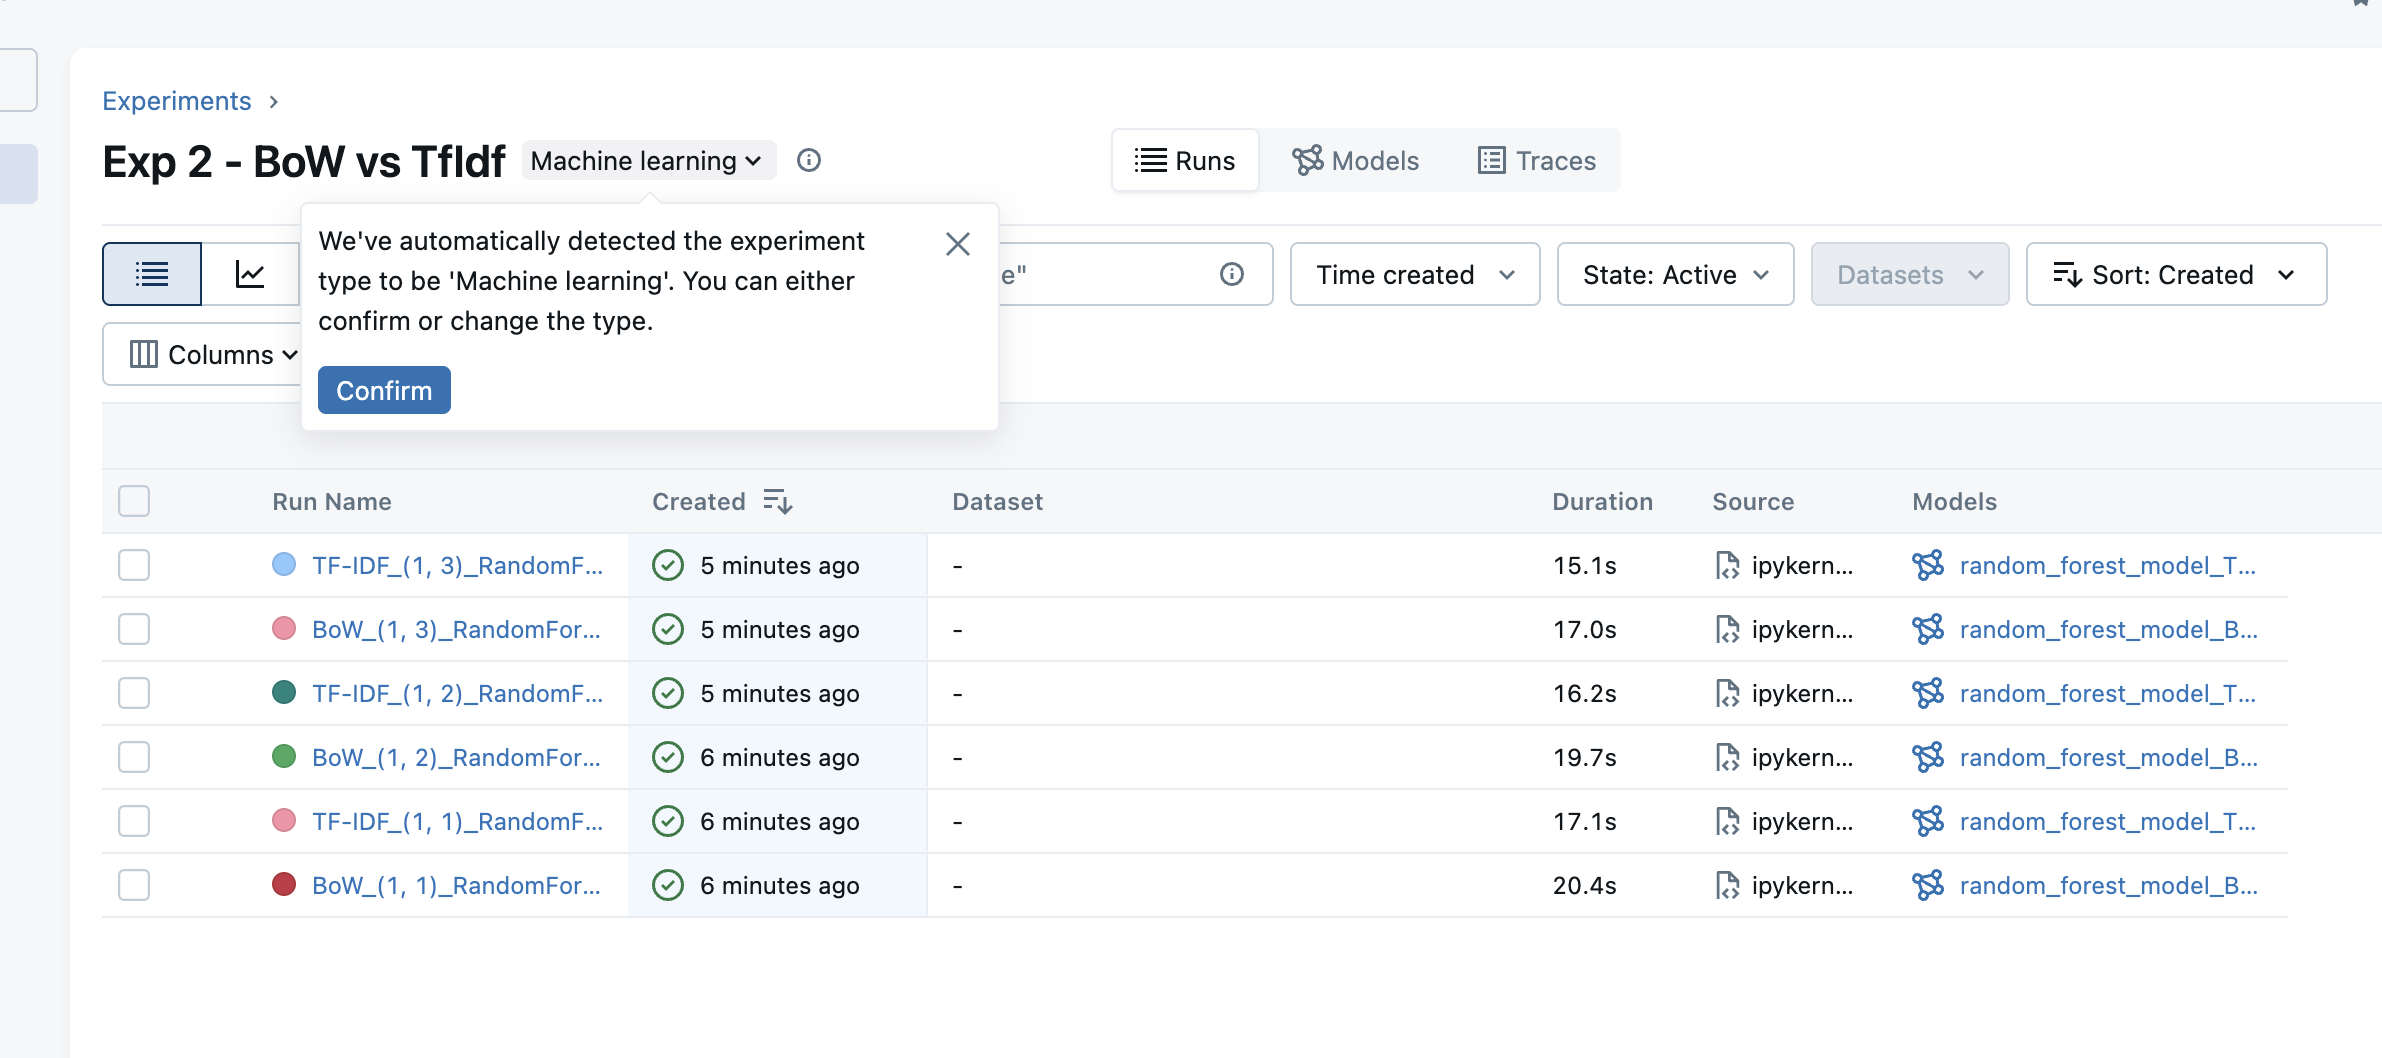 Experiments
Exp 2 - BoW vs TfIdf Machine learning
Runs Models Traces
We've automatically detected the experiment
type to be 'Machine learning'. You can either
confirm or change the type.
Confirm
e" Time created State: Active Datasets Sort: Created
Columns
Run Name Created Dataset Duration Source Models
TF-IDF_(1, 3)_RandomF... 5 minutes ago - 15.1s ipykern... random_forest_model_T...
BoW_(1, 3)_RandomFor... 5 minutes ago - 17.0s ipykern... random_forest_model_B...
TF-IDF_(1, 2)_RandomF... 5 minutes ago - 16.2s ipykern... random_forest_model_T...
BoW_(1, 2)_RandomFor... 6 minutes ago - 19.7s ipykern... random_forest_model_B...
TF-IDF_(1, 1)_RandomF... 6 minutes ago - 17.1s ipykern... random_forest_model_T...
BoW_(1, 1)_RandomFor... 6 minutes ago - 20.4s ipykern... random_forest_model_B...